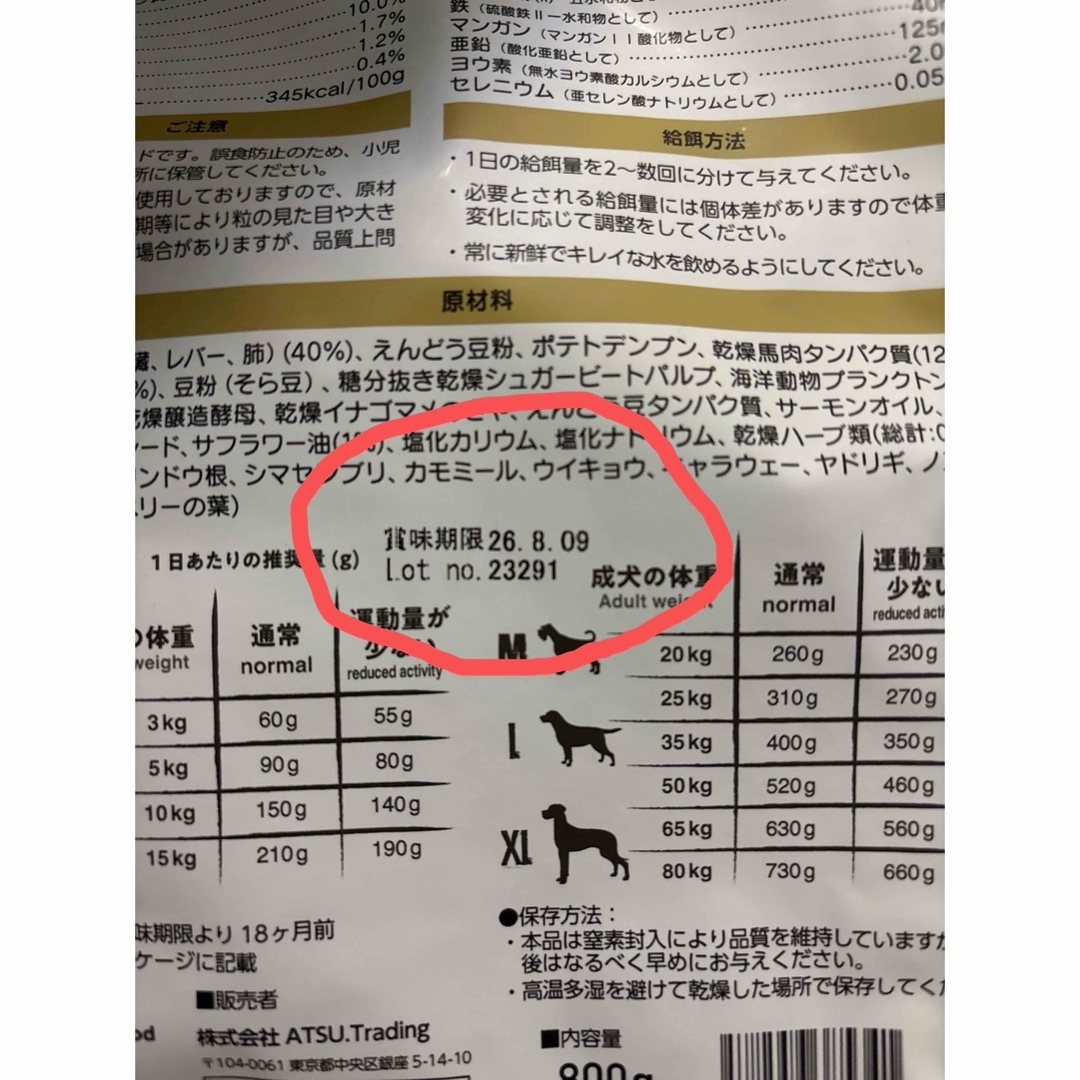 10.0%
1.7%
1.2%
0.4%
345kcal/100g
ご注意
ドです。誤食防止のため、小児
所に保管してください。
使用しておりますので、原材
期等により粒の見た目や大き
場合がありますが、品質上問
鉄（硫酸鉄II一水和物として）
マンガン（マンガンII酸化物として） 125
亜鉛（酸化亜鉛として） 2.0
ヨウ素（無水ヨウ素酸カルシウムとして） 0.05
セレニウム（亜セレン酸ナトリウムとして）
給餌方法
・1日の給餌量を2〜数回に分けて与えてください。
・必要とされる給餌量には個体差がありますので体重
変化に応じて調整をしてください。
・常に新鮮でキレイな水を飲めるようにしてください。
原材料
臓、レバー、肺）(40%)、えんどう豆粉、ポテトデンプン、乾燥馬肉タンパク質(12
%)、豆粉（そら豆）、糖分抜き乾燥シュガービートパルプ、海洋動物プランクトン
乾燥醸造酵母、乾燥イナゴマメのさや、えんどう豆タンパク質、サーモンオイル、
ード、サフラワー油(1%)、塩化カリウム、塩化ナトリウム、乾燥ハーブ類(総計:0
ンドウ根、シマセンブリ、カモミール、ウイキョウ、キャラウェー、ヤドリギ、ノ
リーの葉）
賞味期限26.8.09
Lot no.23291
1日あたりの推奨量(g)
の体重 通常 運動量が少ない
weight normal reduced activity
3kg 60g 55g
5kg 90g 80g
10kg 150g 140g
15kg 210g 190g
成犬の体重 通常 運動量
少な
Adult weight normal reduced acti
M 20kg 260g 230g
25kg 310g 270g
L 35kg 400g 350g
50kg 520g 460g
XL 65kg 630g 560g
80kg 730g 660g
味期限より18ヶ月前
ケージに記載
■販売者
株式会社 ATSU.Trading
〒104-0061 東京都中央区銀座5-14-10
●保存方法：
・本品は窒素封入により品質を維持しています
後はなるべく早めにお与えください。
・高温多湿を避けて乾燥した場所で保存してく
■内容量
800g